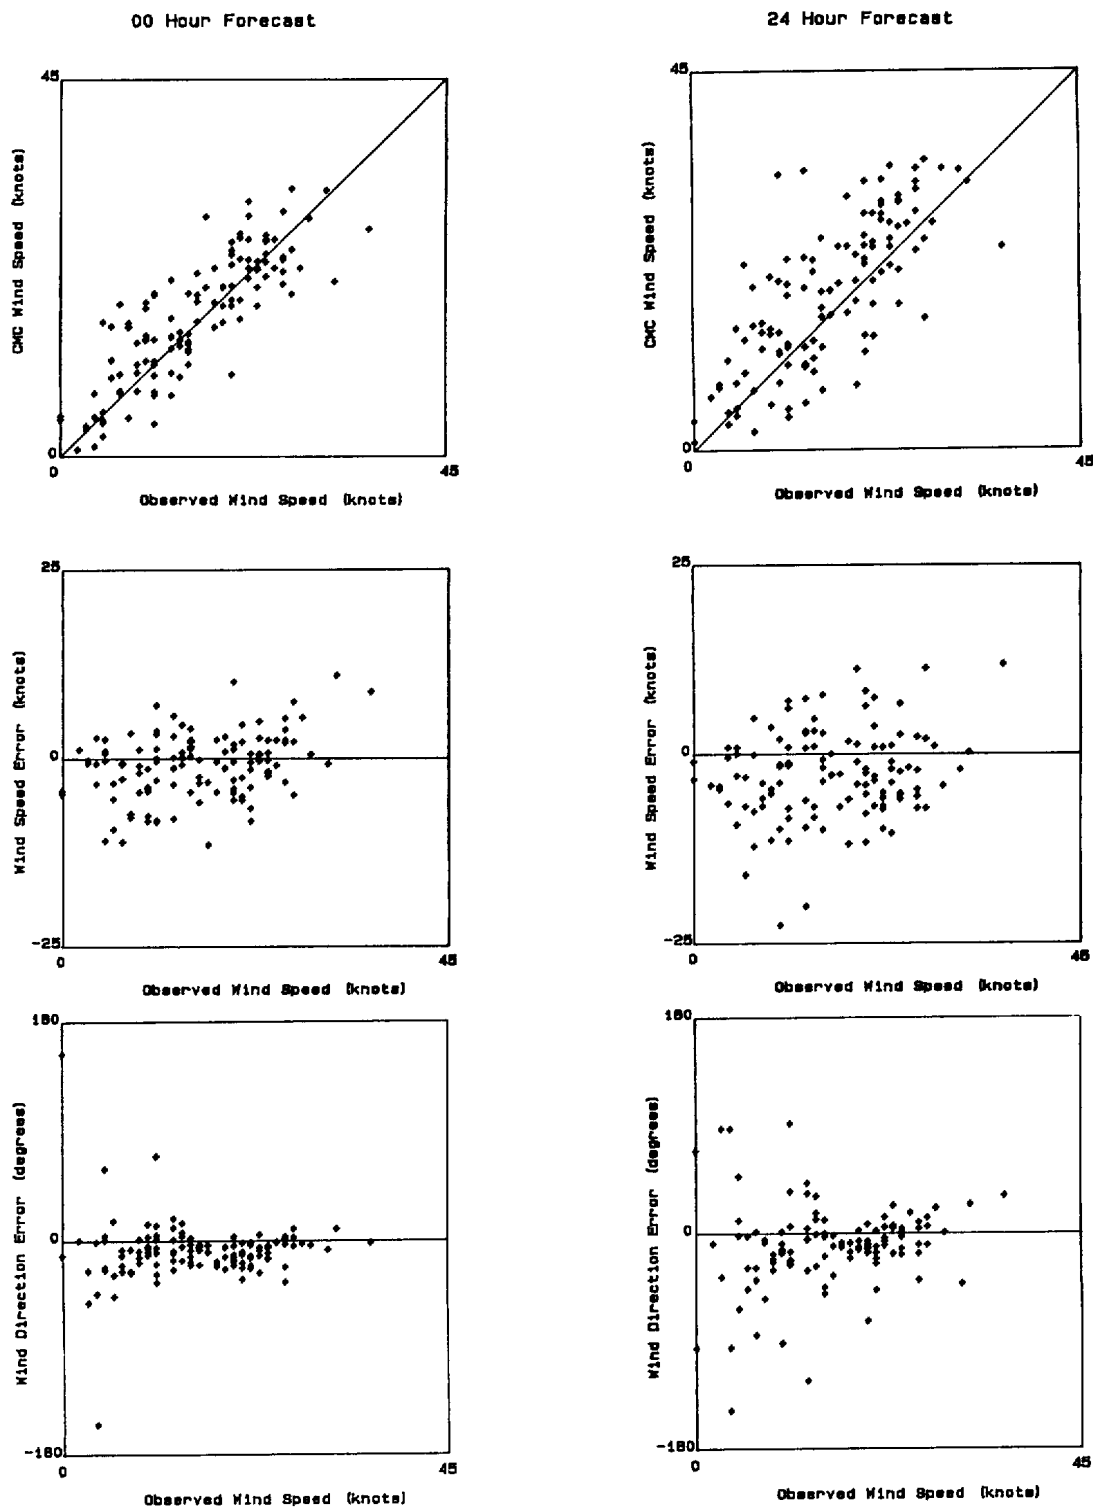 00 Hour Forecast
24 Hour Forecast
45
CMC Wind Speed (knots)
0
0
45
Observed Wind Speed (knots)
45
CMC Wind Speed (knots)
0
0
45
Observed Wind Speed (knots)
25
Wind Speed Error (knots)
0
-25
0
45
Observed Wind Speed (knots)
25
Wind Speed Error (knots)
0
-25
0
45
Observed Wind Speed (knots)
180
Wind Direction Error (degrees)
0
-180
0
45
Observed Wind Speed (knots)
180
Wind Direction Error (degrees)
0
-180
0
45
Observed Wind Speed (knots)